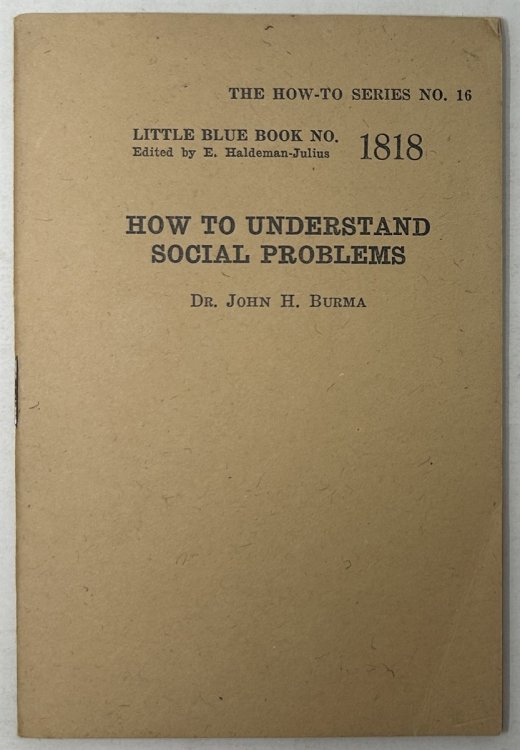 THE HOW-TO SERIES NO. 16
LITTLE BLUE BOOK NO. 1818
Edited by E. Haldeman-Julius
HOW TO UNDERSTAND
SOCIAL PROBLEMS
DR. JOHN H. BURMA